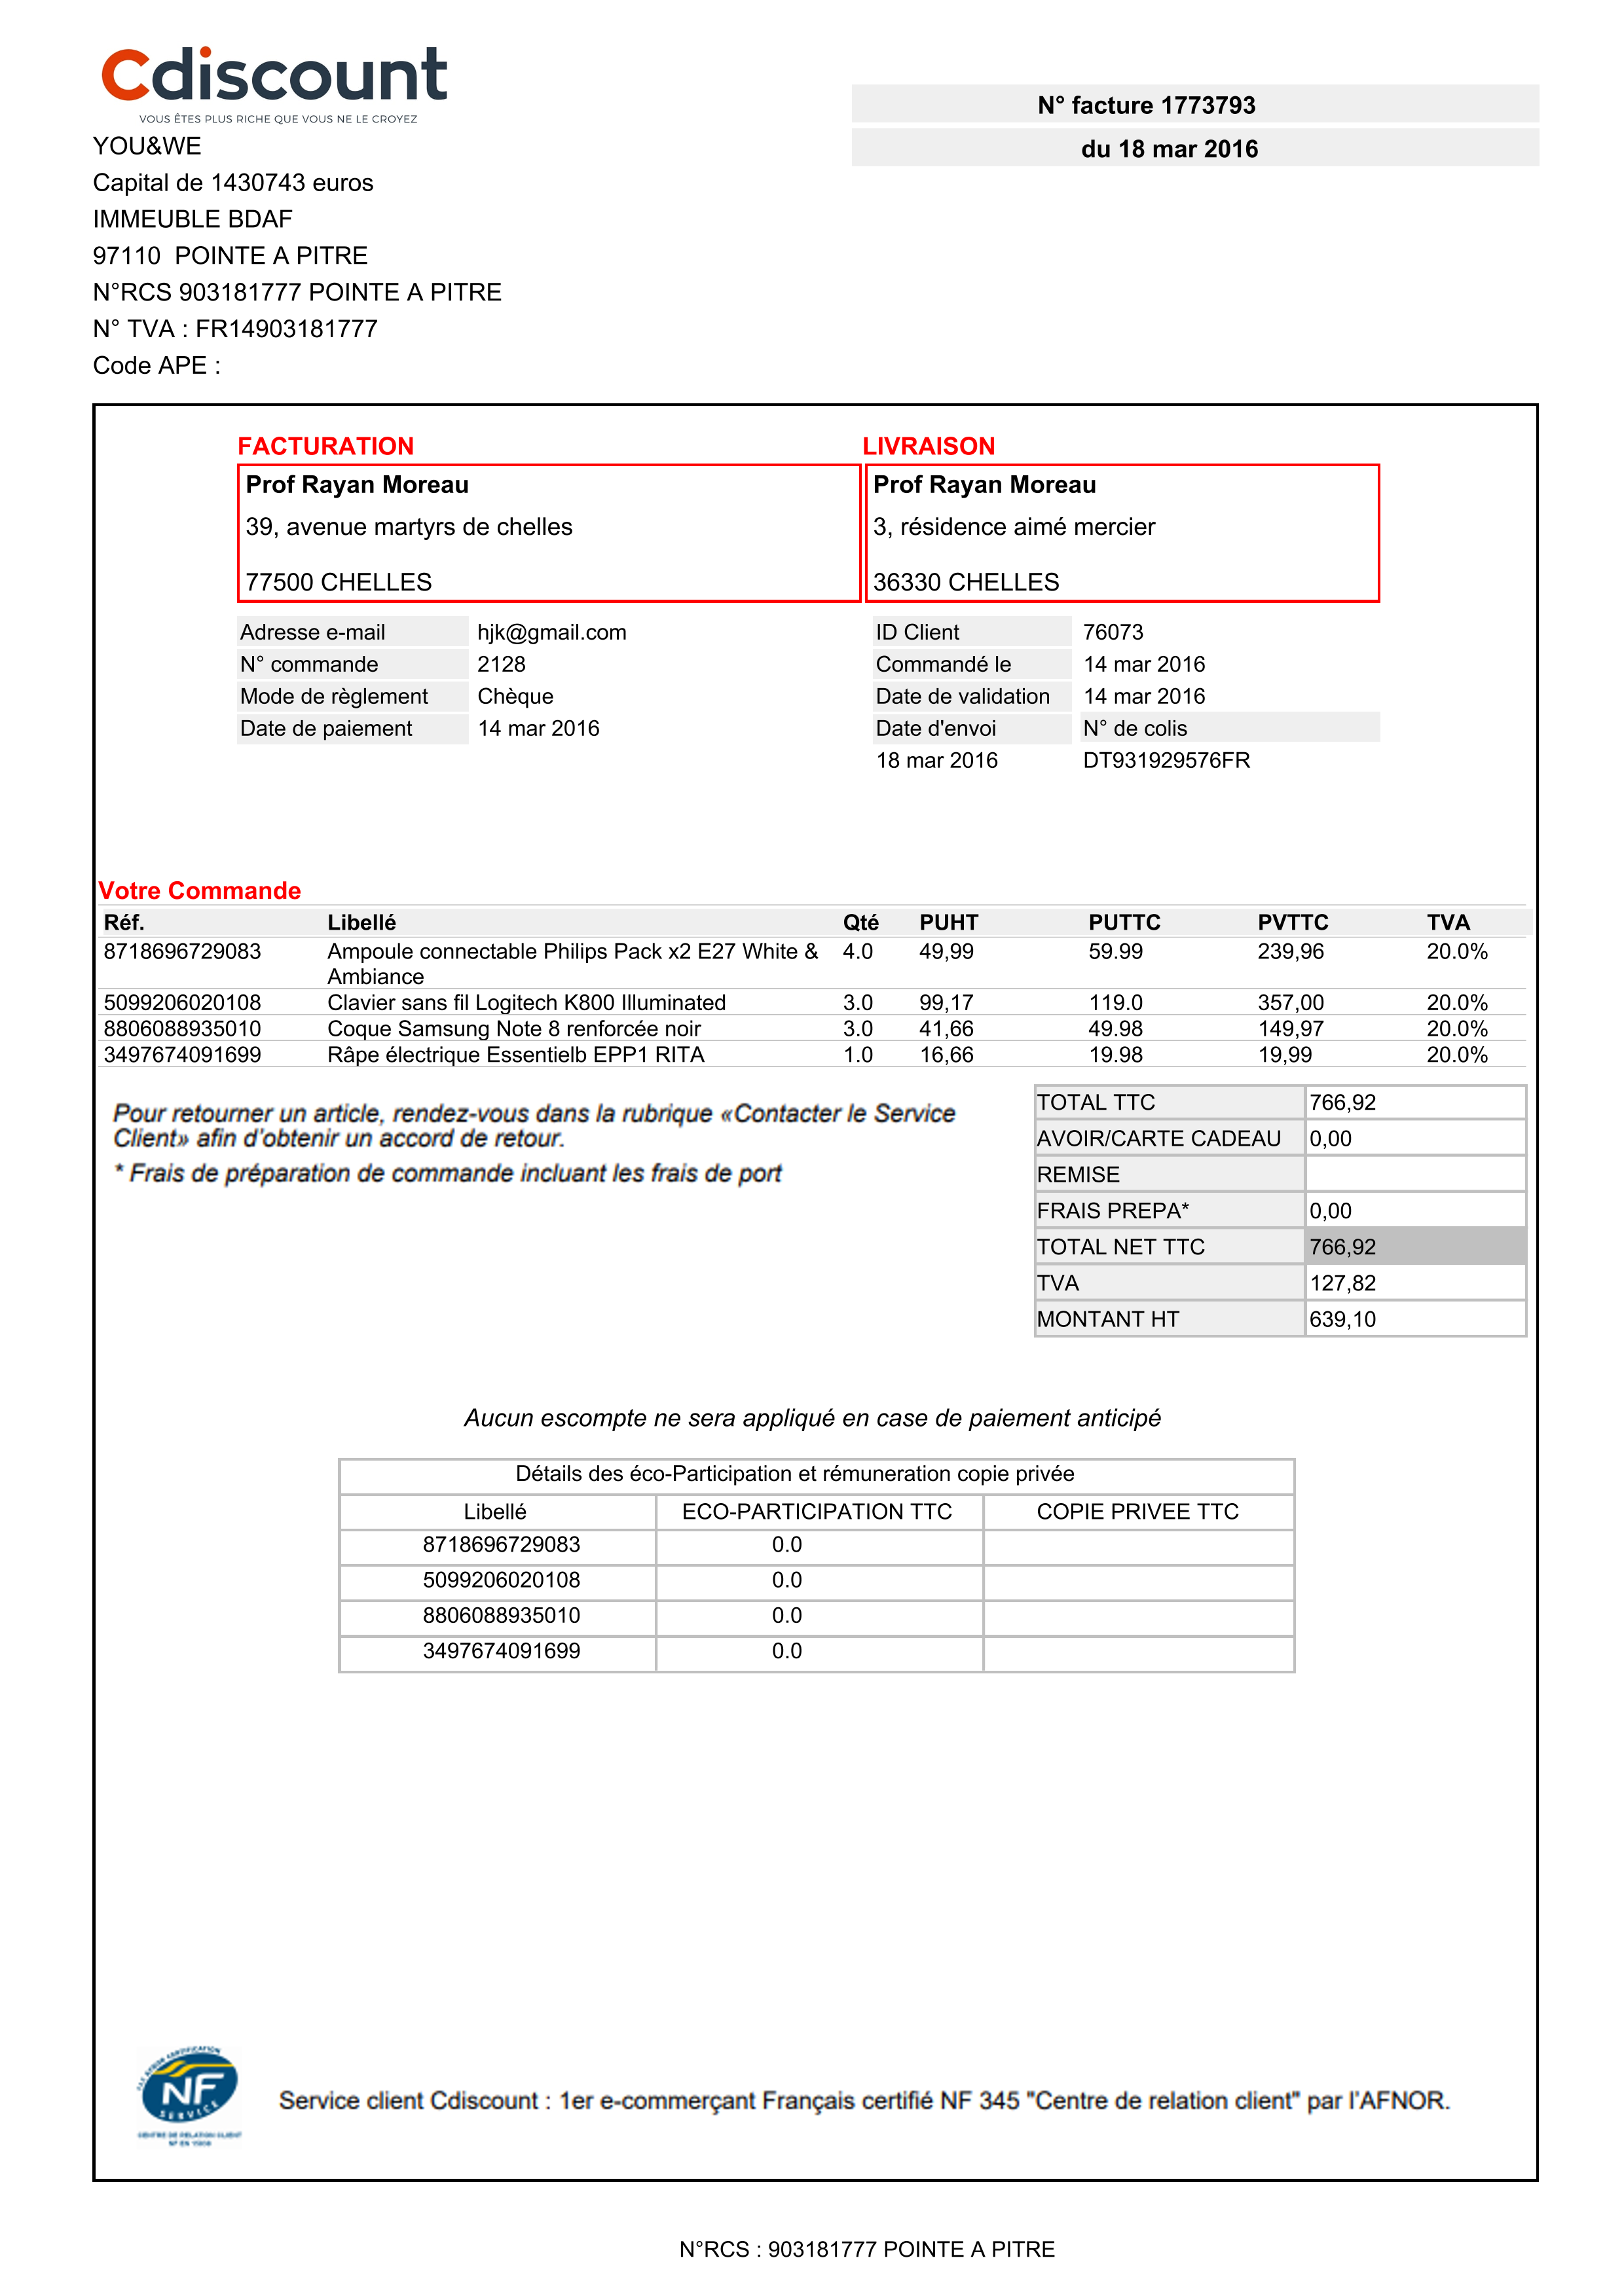 Cdiscount
VOUS ÊTES PLUS RICHE QUE VOUS NE LE CROYEZ
N° facture 1773793
du 18 mar 2016
YOU&WE
Capital de 1430743 euros
IMMEUBLE BDAF
97110 POINTE A PITRE
N°RCS 903181777 POINTE A PITRE
N° TVA : FR14903181777
Code APE :
FACTURATION
Prof Rayan Moreau
39, avenue martyrs de chelles
77500 CHELLES
LIVRAISON
Prof Rayan Moreau
3, résidence aimé mercier
36330 CHELLES
Adresse e-mail hjk@gmail.com
N° commande 2128
Mode de règlement Chèque
Date de paiement 14 mar 2016
ID Client 76073
Commandé le 14 mar 2016
Date de validation 14 mar 2016
Date d'envoi N° de colis
18 mar 2016 DT931929576FR
Votre Commande
Réf. Libellé Qté PUHT PUTTC PVTTC TVA
8718696729083 Ampoule connectable Philips Pack x2 E27 White & 4.0 49,99 59.99 239,96 20.0%
Ambiance
5099206020108 Clavier sans fil Logitech K800 Illuminated 3.0 99,17 119.0 357,00 20.0%
8806088935010 Coque Samsung Note 8 renforcée noir 3.0 41,66 49.98 149,97 20.0%
3497674091699 Râpe électrique Essentielb EPP1 RITA 1.0 16,66 19.98 19,99 20.0%
Pour retourner un article, rendez-vous dans la rubrique «Contacter le Service
Client» afin d'obtenir un accord de retour.
* Frais de préparation de commande incluant les frais de port
TOTAL TTC 766,92
AVOIR/CARTE CADEAU 0,00
REMISE
FRAIS PREPA* 0,00
TOTAL NET TTC 766,92
TVA 127,82
MONTANT HT 639,10
Aucun escompte ne sera appliqué en case de paiement anticipé
Détails des éco-Participation et rémuneration copie privée
Libellé ECO-PARTICIPATION TTC COPIE PRIVEE TTC
8718696729083 0.0
5099206020108 0.0
8806088935010 0.0
3497674091699 0.0
NF
SERVICE
CENTRE DE RELATION CLIENT
Service client Cdiscount : 1er e-commerçant Français certifié NF 345 "Centre de relation client" par l'AFNOR.
N°RCS : 903181777 POINTE A PITRE